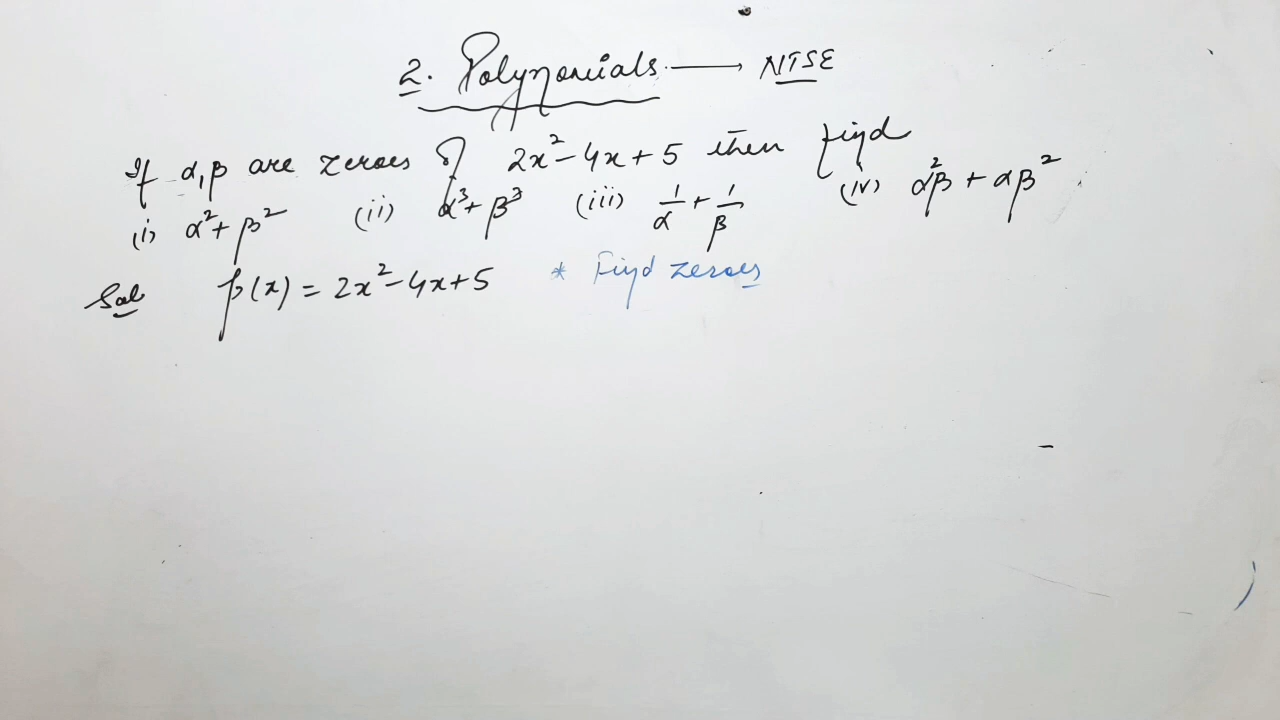 2. Polynomials. → NTSE
If α, β are zeroes of 2x² - 4x + 5 then find
(i) α² + β² (ii) α³ + β³ (iii) 1/α + 1/β (iv) α²β + αβ²
Sol p(x) = 2x² - 4x + 5 * Find zeroes